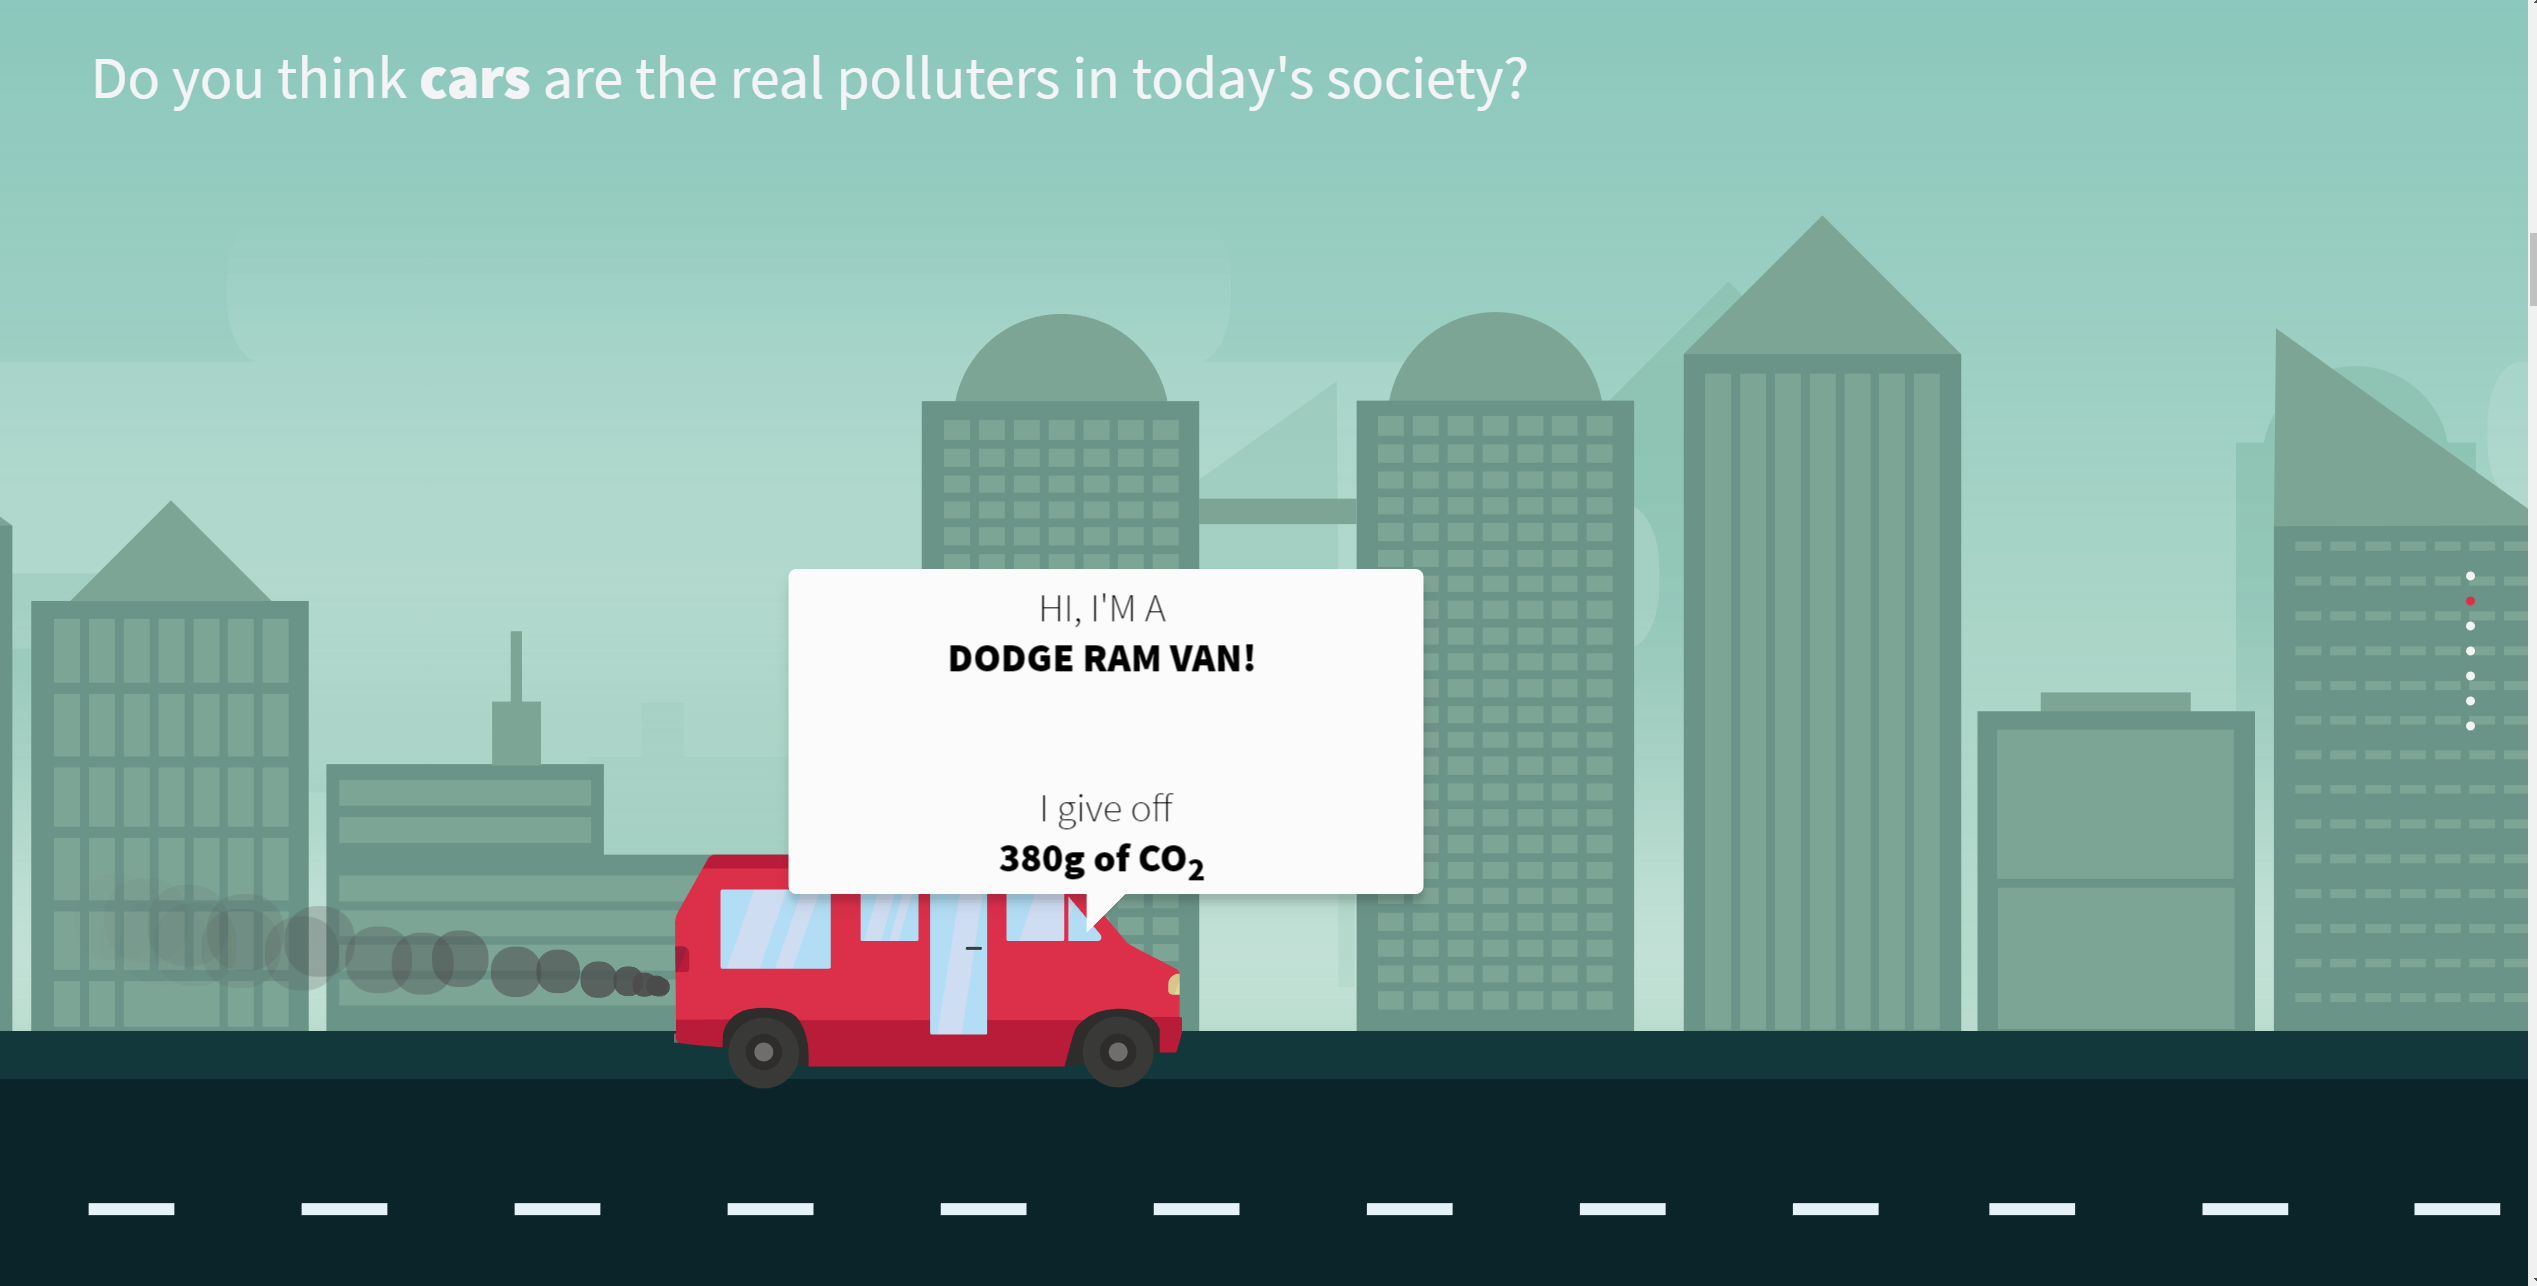 Do you think cars are the real polluters in today's society?
HI, I'M A
DODGE RAM VAN!
I give off
380g of CO₂